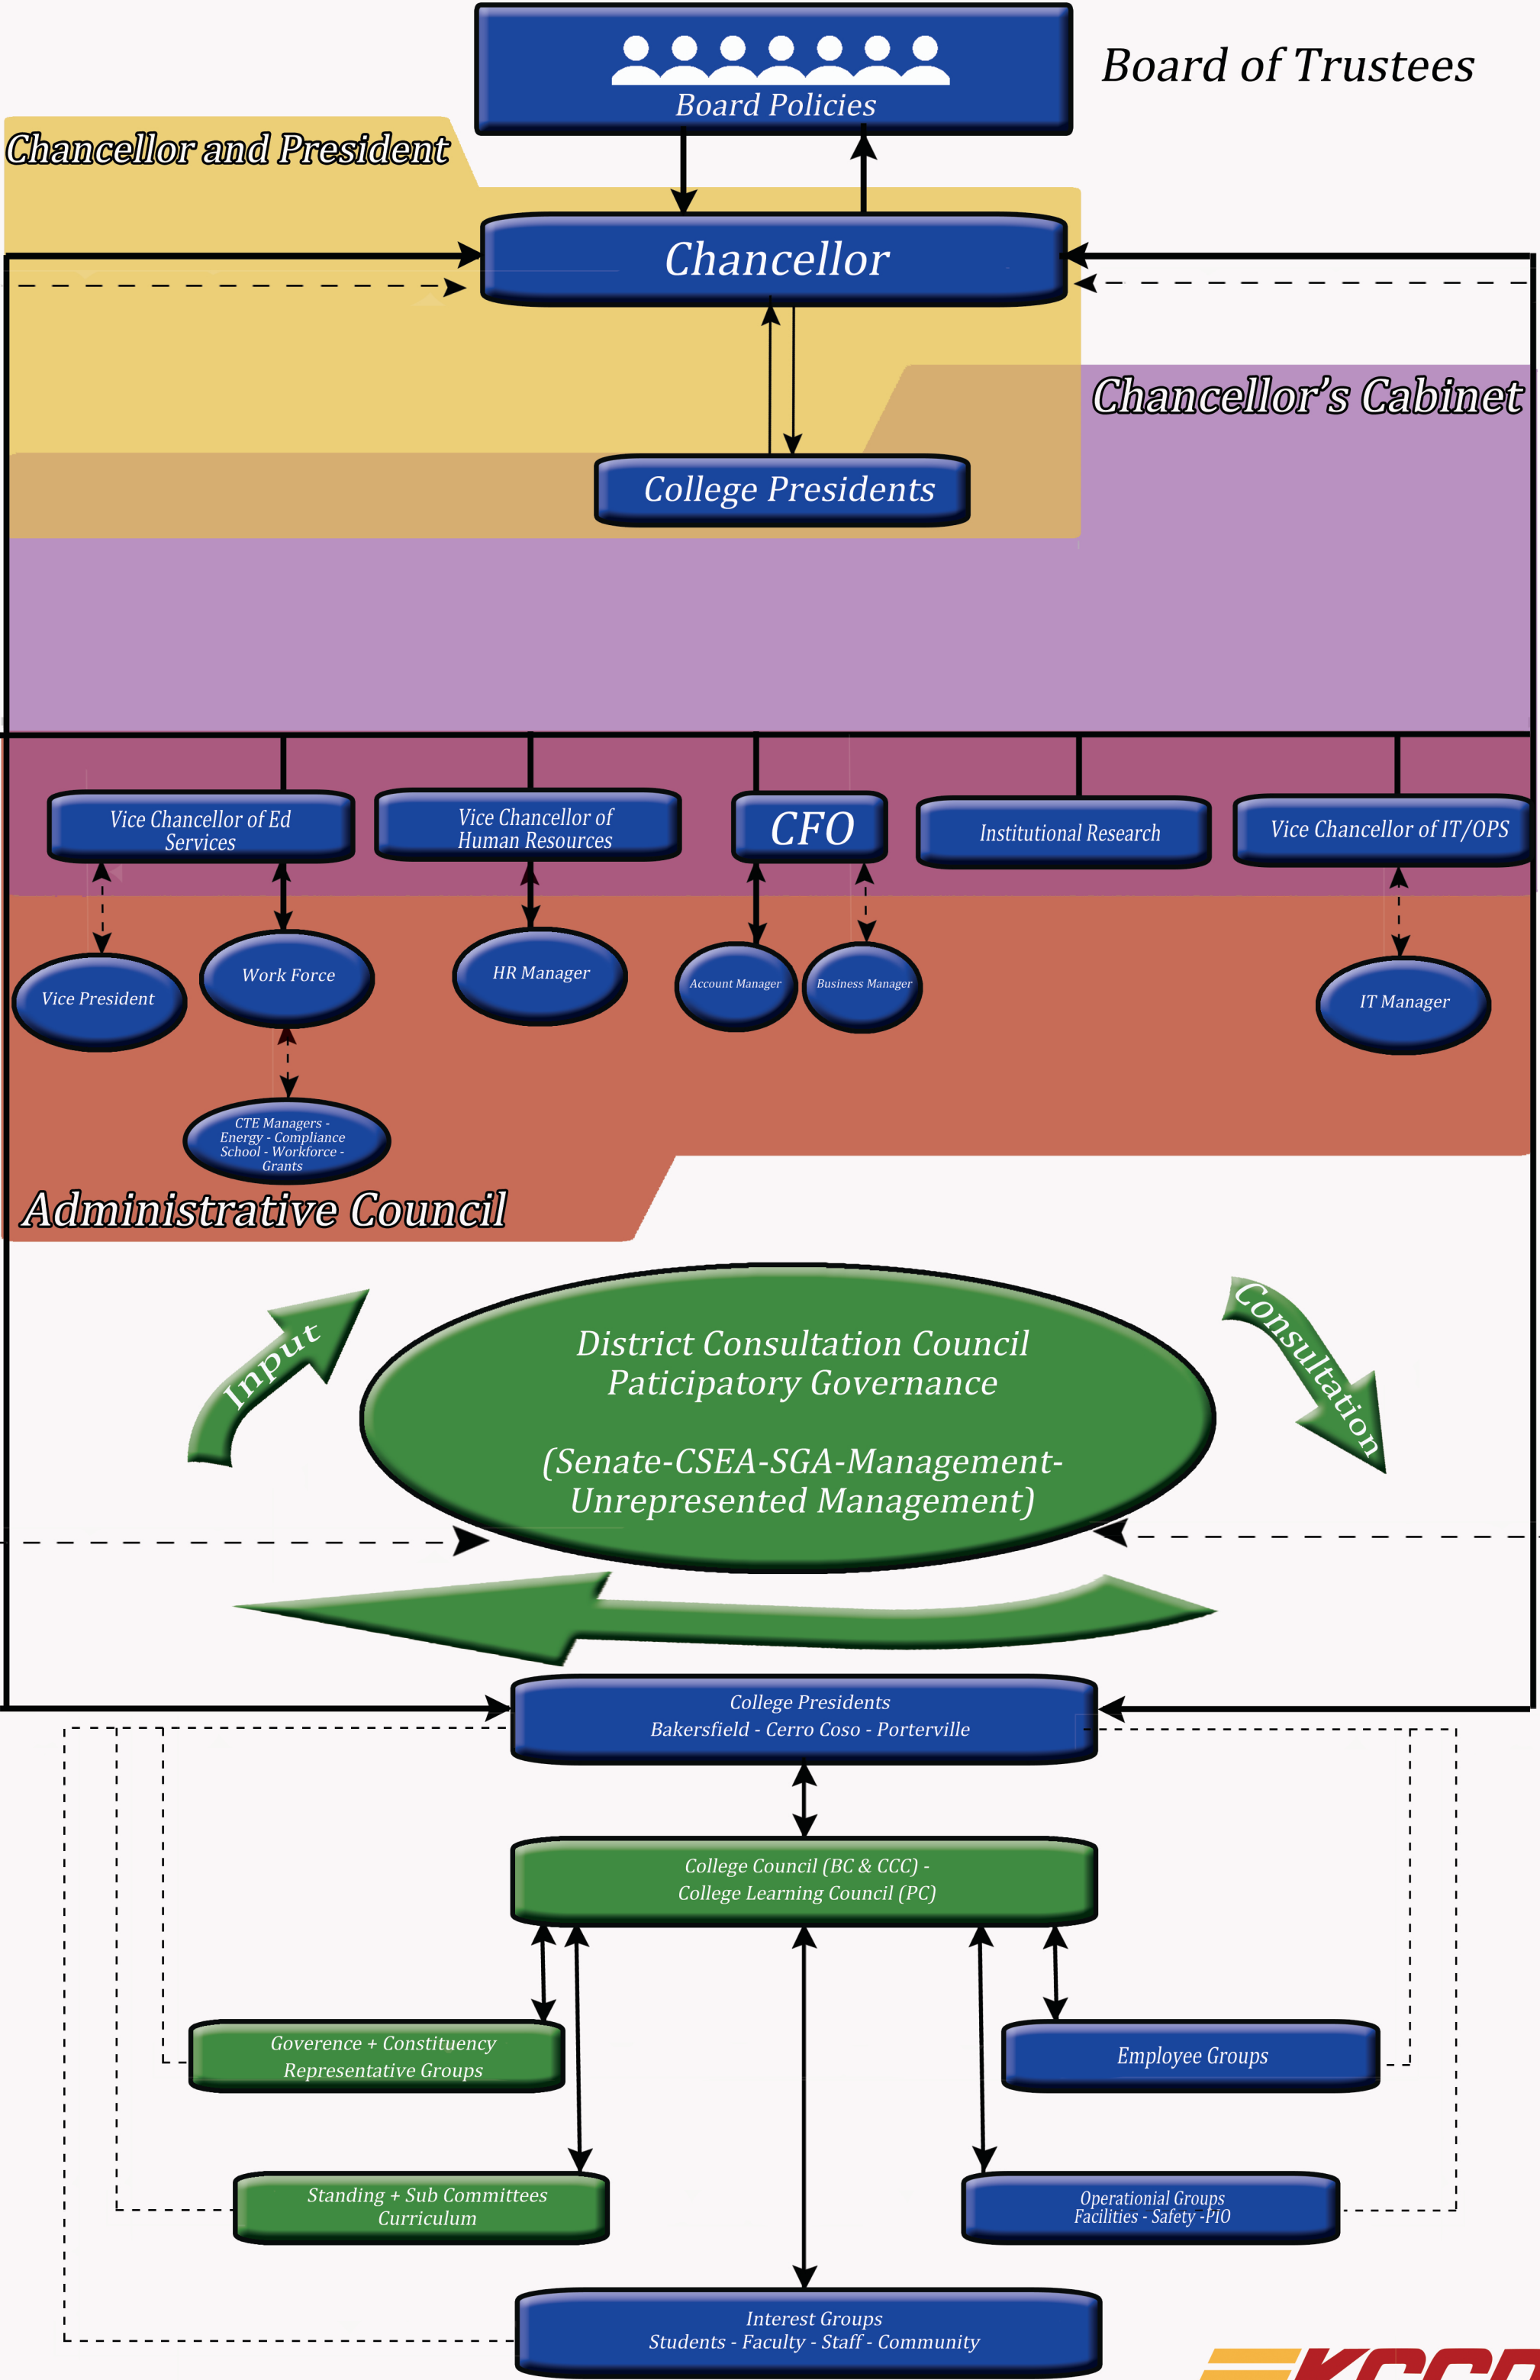 Board of Trustees
Board Policies
Chancellor and President
Chancellor
Chancellor's Cabinet
College Presidents
Vice Chancellor of Ed
Services
Vice Chancellor of
Human Resources
CFO
Institutional Research
Vice Chancellor of IT/OPS
Vice President
Work Force
HR Manager
Account Manager
Business Manager
IT Manager
CTE Managers -
Energy - Compliance
School - Workforce -
Grants
Administrative Council
Input
District Consultation Council
Paticipatory Governance
(Senate-CSEA-SGA-Management-
Unrepresented Management)
Consultation
College Presidents
Bakersfield - Cerro Coso - Porterville
College Council (BC & CCC) -
College Learning Council (PC)
Goverence + Constituency
Representative Groups
Employee Groups
Standing + Sub Committees
Curriculum
Operationial Groups
Facilities - Safety -PIO
Interest Groups
Students - Faculty - Staff - Community